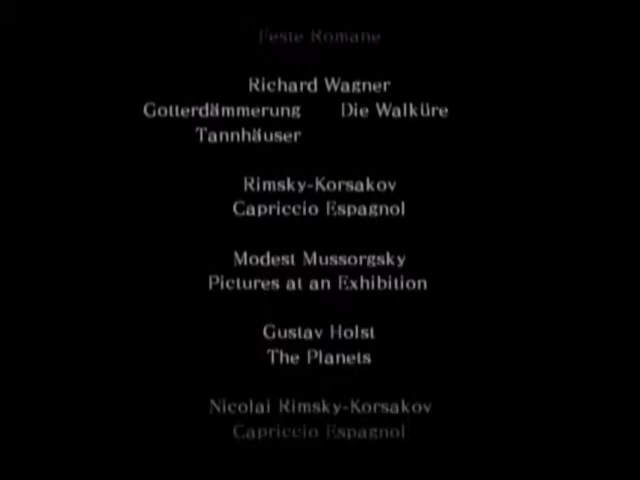 Feste Romane
Richard Wagner
Gotterdämmerung Die Walküre
Tannhäuser
Rimsky-Korsakov
Capriccio Espagnol
Modest Mussorgsky
Pictures at an Exhibition
Gustav Holst
The Planets
Nicolai Rimsky-Korsakov
Capriccio Espagnol